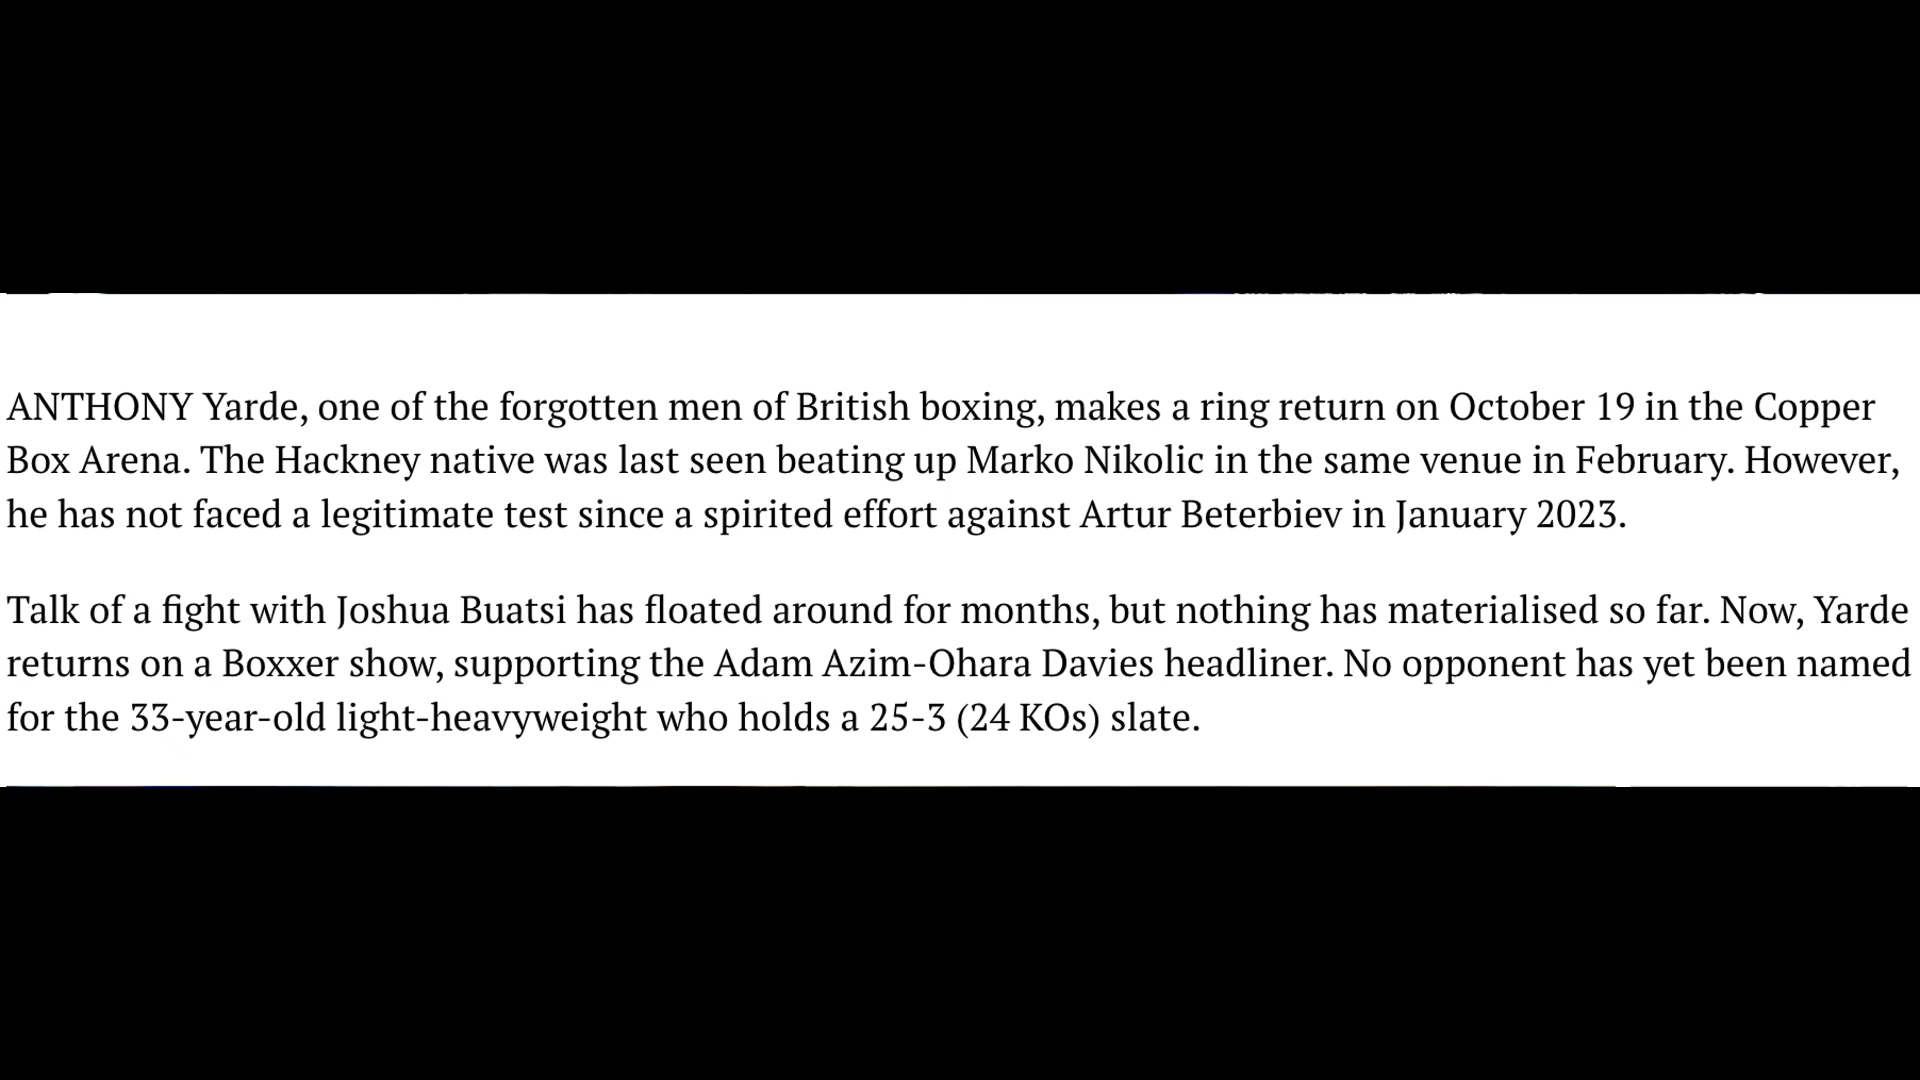 ANTHONY Yarde, one of the forgotten men of British boxing, makes a ring return on October 19 in the Copper
Box Arena. The Hackney native was last seen beating up Marko Nikolic in the same venue in February. However,
he has not faced a legitimate test since a spirited effort against Artur Beterbiev in January 2023.
Talk of a fight with Joshua Buatsi has floated around for months, but nothing has materialised so far. Now, Yarde
returns on a Boxxer show, supporting the Adam Azim-Ohara Davies headliner. No opponent has yet been named
for the 33-year-old light-heavyweight who holds a 25-3 (24 KOs) slate.